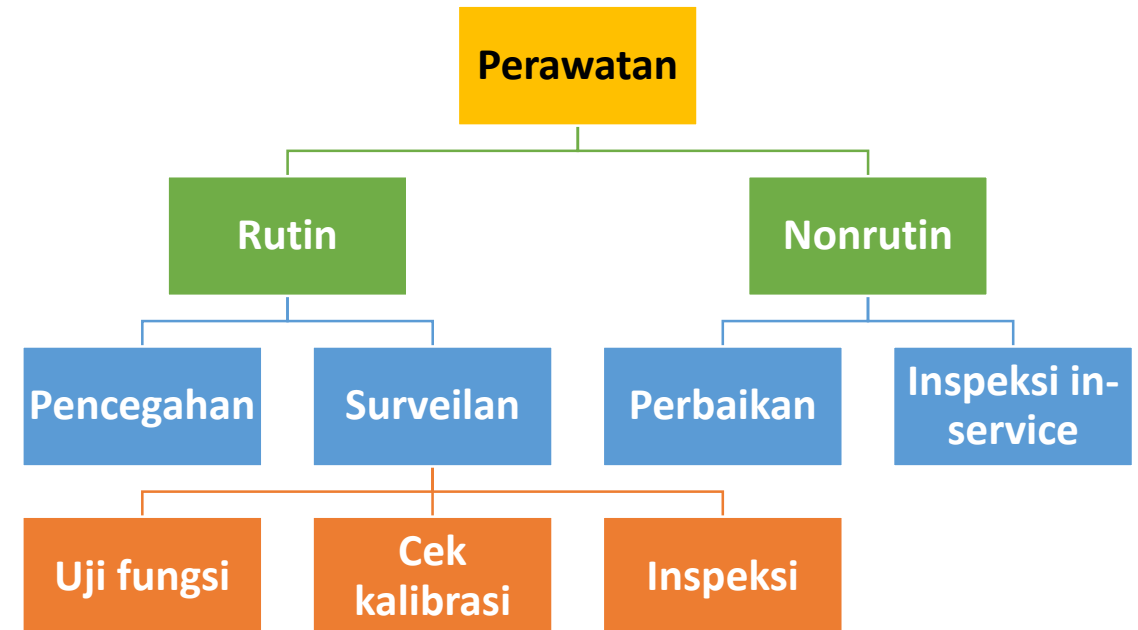 Perawatan
Rutin
Nonrutin
Pencegahan
Surveilan
Perbaikan
Inspeksi in-
service
Uji fungsi
Cek
kalibrasi
Inspeksi